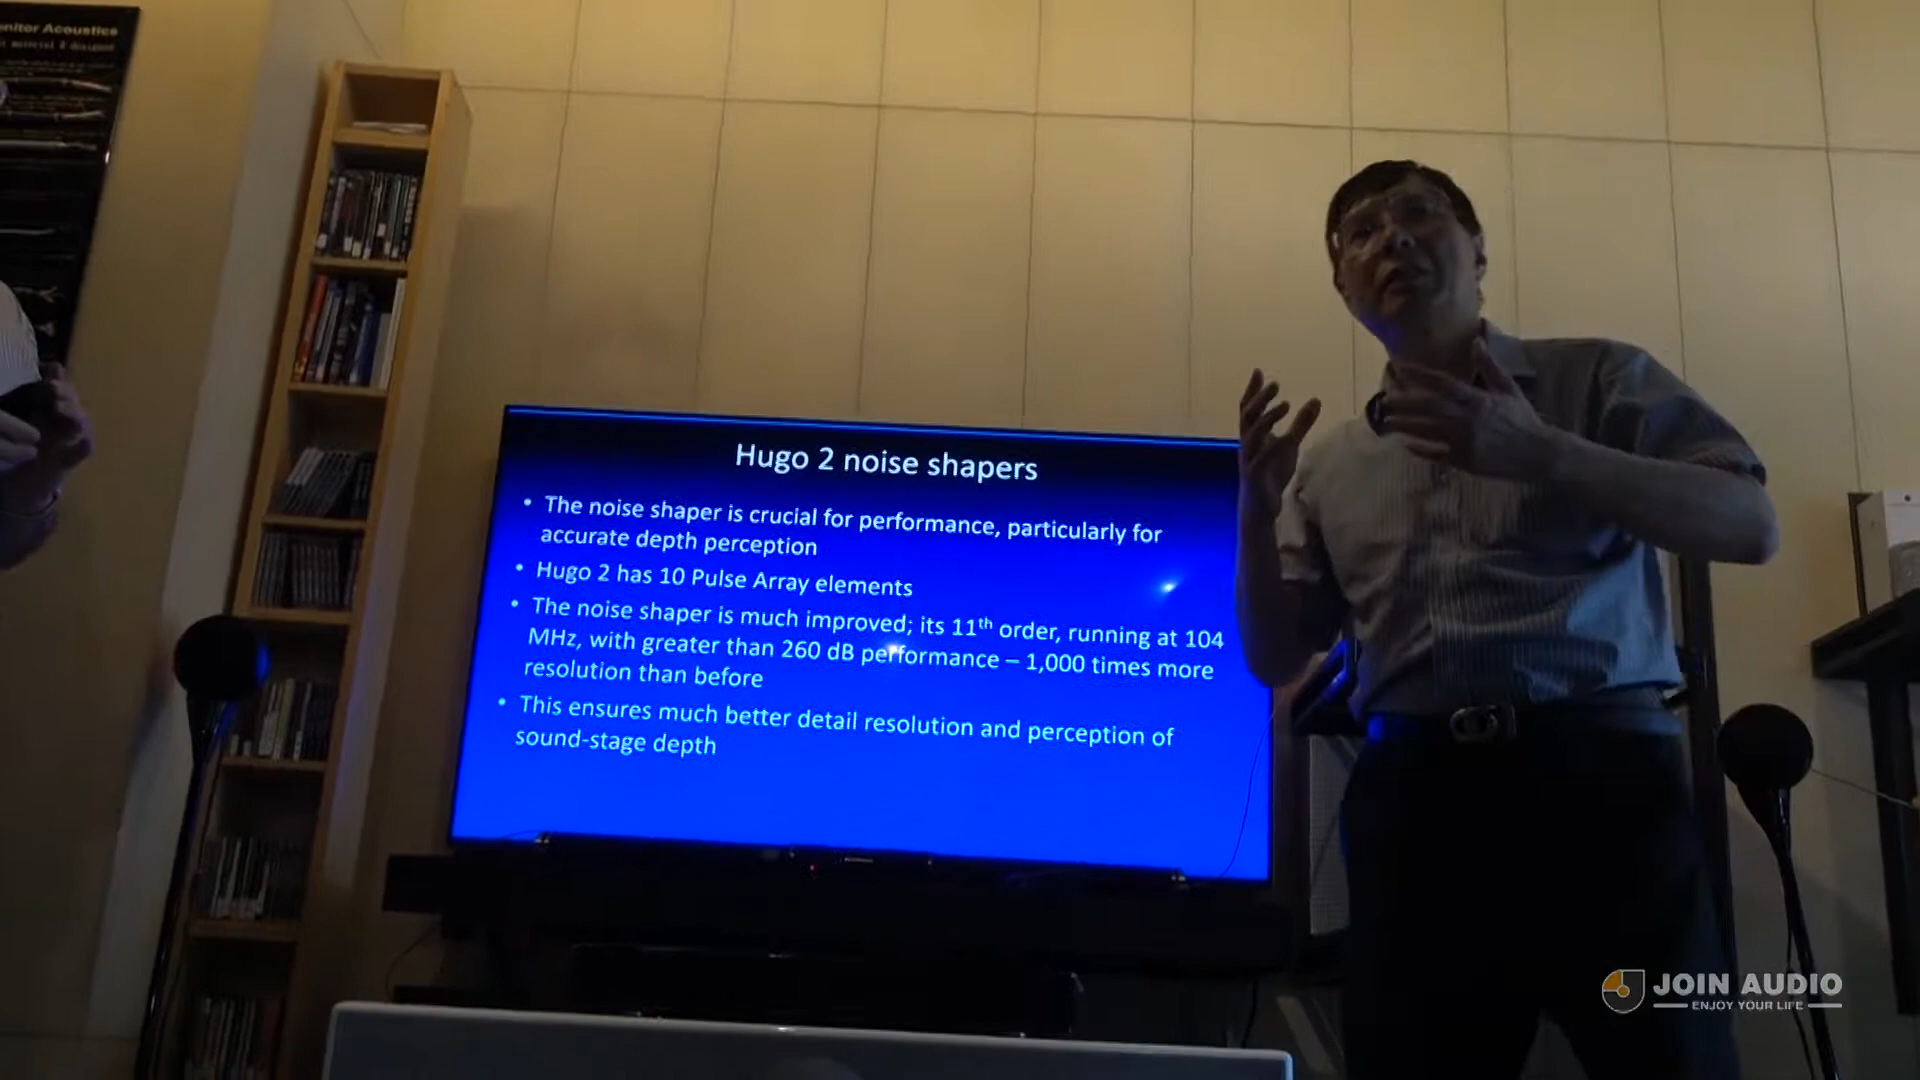 nitor Acoustics
Hugo 2 noise shapers
• The noise shaper is crucial for performance, particularly for
accurate depth perception
• Hugo 2 has 10 Pulse Array elements
• The noise shaper is much improved; its 11th order, running at 104
MHz, with greater than 260 dB performance – 1,000 times more
resolution than before
• This ensures much better detail resolution and perception of
sound-stage depth
JOIN AUDIO
ENJOY YOUR LIFE